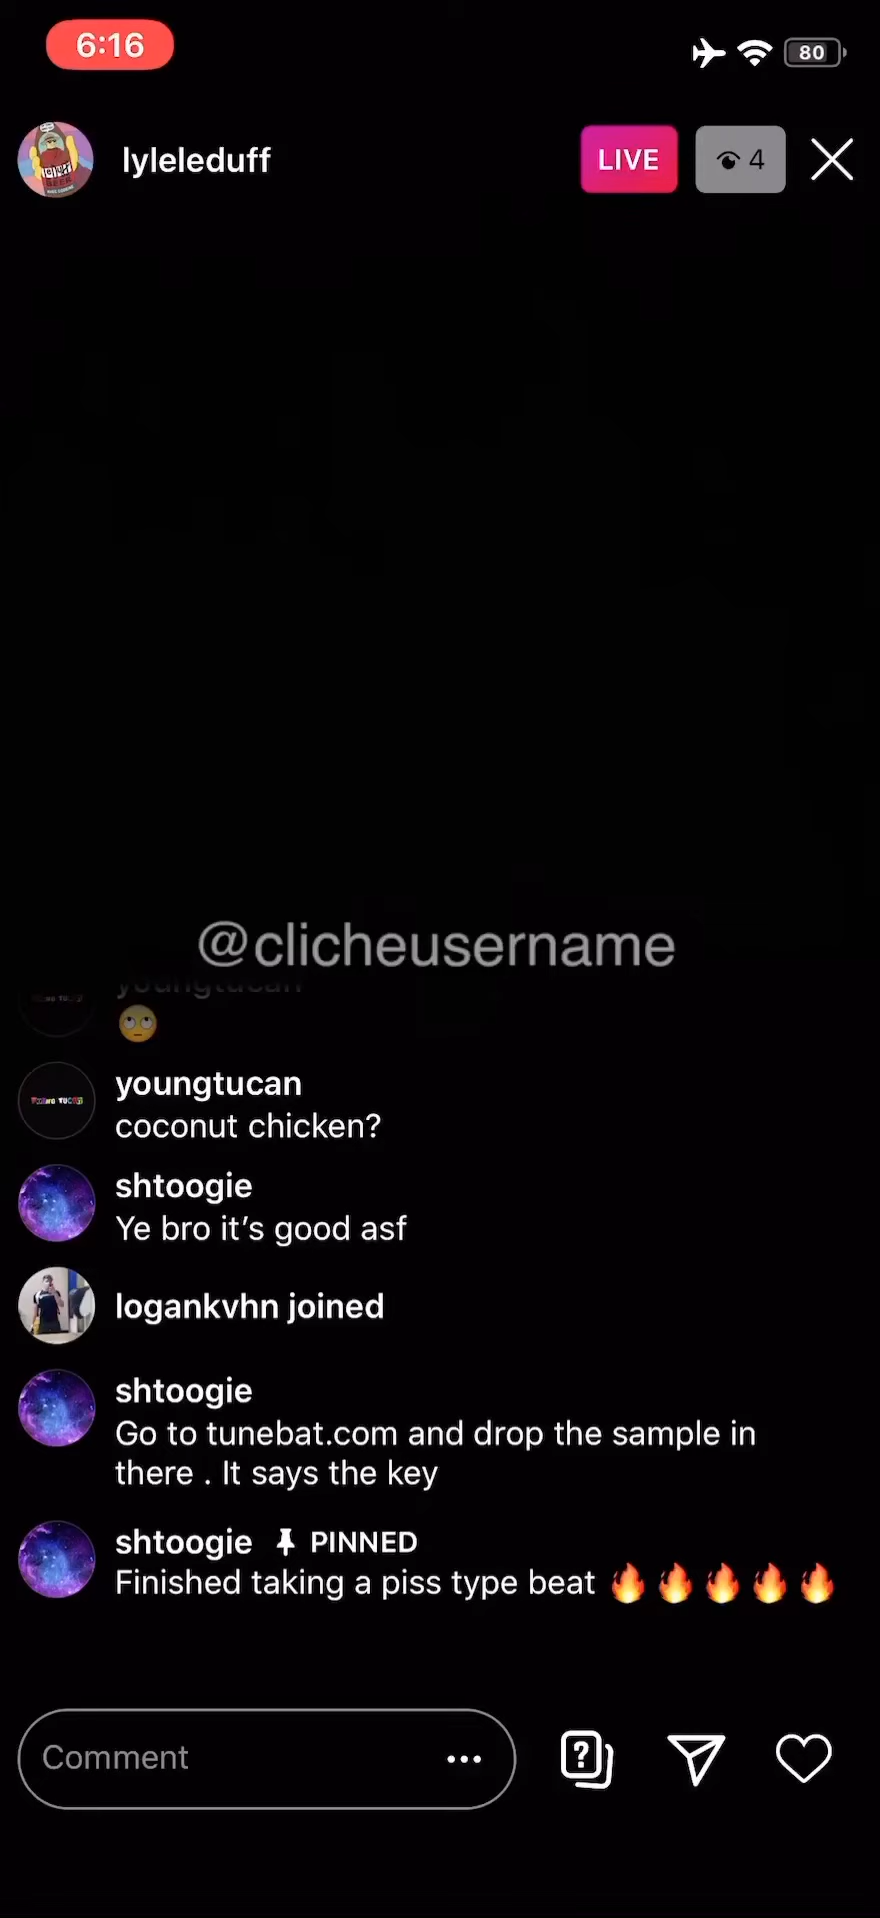 6:16
80
lyleleduff
LIVE
4
@clicheusername
youngtucan
🙄
youngtucan
coconut chicken?
shtoogie
Ye bro it’s good asf
logankvhn joined
shtoogie
Go to tunebat.com and drop the sample in
there . It says the key
shtoogie PINNED
Finished taking a piss type beat 🔥🔥🔥🔥🔥
Comment